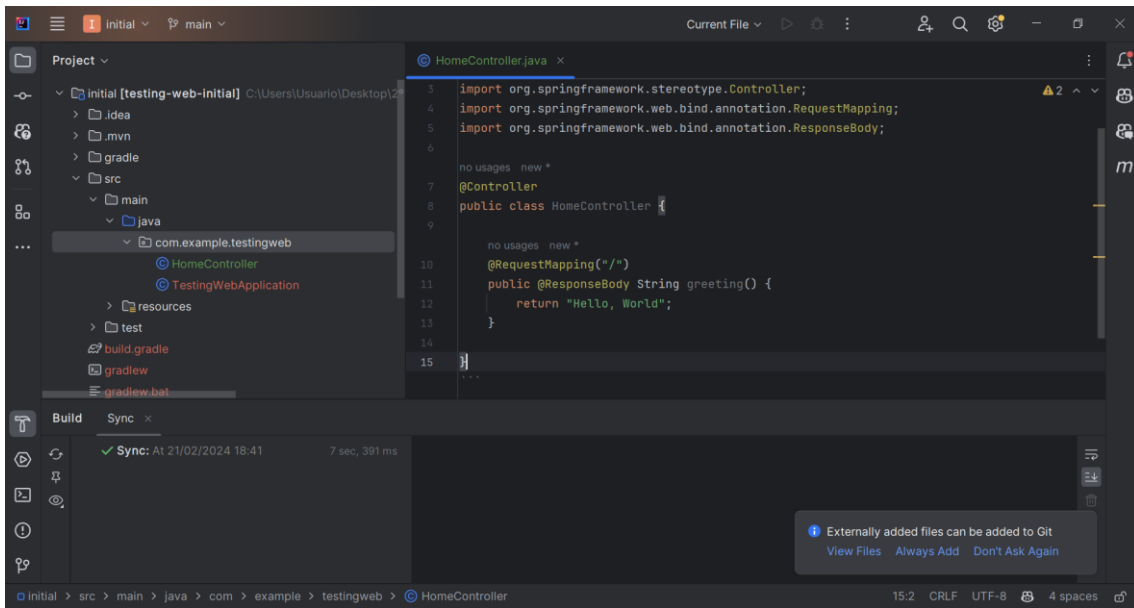 initial main Current File
Project
HomeController.java
initial [testing-web-initial] C:\Users\Usuario\Desktop\2
.idea
.mvn
gradle
src
main
java
com.example.testingweb
HomeController
TestingWebApplication
resources
test
build.gradle
gradlew
gradlew.bat
2
3 import org.springframework.stereotype.Controller;
4 import org.springframework.web.bind.annotation.RequestMapping;
5 import org.springframework.web.bind.annotation.ResponseBody;
6
no usages new *
7 @Controller
8 public class HomeController {
9
no usages new *
10 @RequestMapping("/")
11 public @ResponseBody String greeting() {
12 return "Hello, World";
13 }
14
15 }
Build Sync
Sync: At 21/02/2024 18:41 7 sec, 391 ms
Externally added files can be added to Git
View Files Always Add Don't Ask Again
initial > src > main > java > com > example > testingweb > HomeController 15:2 CRLF UTF-8 4 spaces